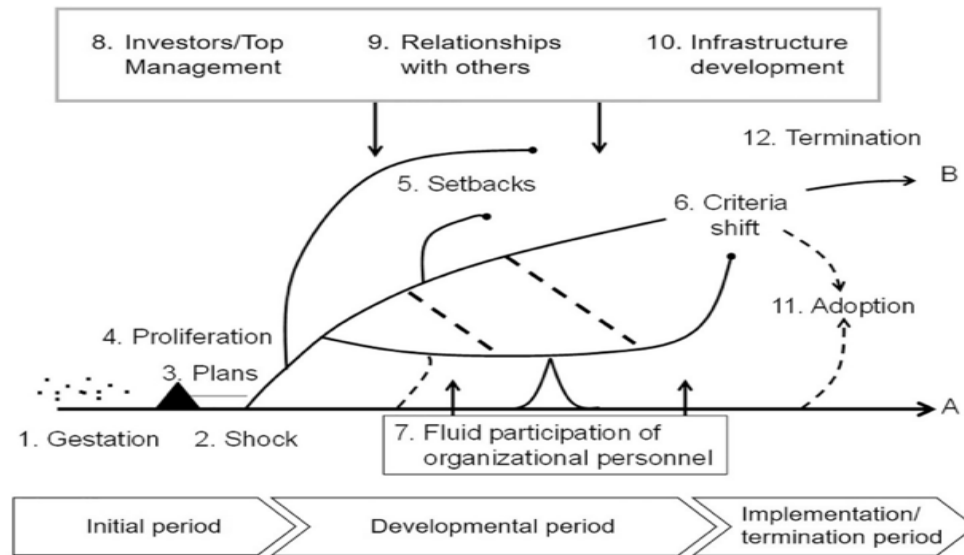 8. Investors/Top
Management
9. Relationships
with others
10. Infrastructure
development
12. Termination
B
5. Setbacks
6. Criteria
shift
11. Adoption
4. Proliferation
3. Plans
A
1. Gestation
2. Shock
7. Fluid participation of
organizational personnel
Initial period
Developmental period
Implementation/
termination period